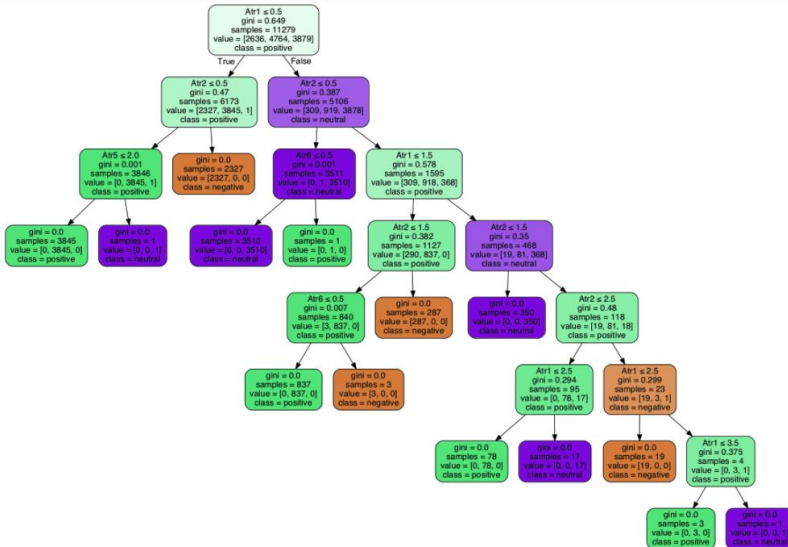 Atr1 ≤ 0.5
gini = 0.649
samples = 11279
value = [2636, 4764, 3879]
class = positive
True
False
Atr2 ≤ 0.5
gini = 0.47
samples = 6173
value = [2327, 3845, 1]
class = positive
Atr2 ≤ 0.5
gini = 0.387
samples = 5106
value = [309, 919, 3878]
class = neutral
Atr5 ≤ 2.0
gini = 0.001
samples = 3846
value = [0, 3845, 1]
class = positive
gini = 0.0
samples = 2327
value = [2327, 0, 0]
class = negative
Atr6 ≤ 0.5
gini = 0.001
samples = 3511
value = [0, 1, 3510]
class = neutral
Atr1 ≤ 1.5
gini = 0.578
samples = 1595
value = [309, 918, 368]
class = positive
gini = 0.0
samples = 3845
value = [0, 3845, 0]
class = positive
gini = 0.0
samples = 1
value = [0, 0, 1]
class = neutral
gini = 0.0
samples = 3510
value = [0, 0, 3510]
class = neutral
gini = 0.0
samples = 1
value = [0, 1, 0]
class = positive
Atr2 ≤ 1.5
gini = 0.382
samples = 1127
value = [290, 837, 0]
class = positive
Atr2 ≤ 1.5
gini = 0.35
samples = 468
value = [19, 81, 368]
class = neutral
Atr6 ≤ 0.5
gini = 0.007
samples = 840
value = [3, 837, 0]
class = positive
gini = 0.0
samples = 287
value = [287, 0, 0]
class = negative
gini = 0.0
samples = 350
value = [0, 0, 350]
class = neutral
Atr2 ≤ 2.5
gini = 0.48
samples = 118
value = [19, 81, 18]
class = positive
gini = 0.0
samples = 837
value = [0, 837, 0]
class = positive
gini = 0.0
samples = 3
value = [3, 0, 0]
class = negative
Atr1 ≤ 2.5
gini = 0.294
samples = 95
value = [0, 78, 17]
class = positive
Atr1 ≤ 2.5
gini = 0.299
samples = 23
value = [19, 3, 1]
class = negative
gini = 0.0
samples = 78
value = [0, 78, 0]
class = positive
gini = 0.0
samples = 17
value = [0, 0, 17]
class = neutral
gini = 0.0
samples = 19
value = [19, 0, 0]
class = negative
Atr1 ≤ 3.5
gini = 0.375
samples = 4
value = [0, 3, 1]
class = positive
gini = 0.0
samples = 3
value = [0, 3, 0]
class = positive
gini = 0.0
samples = 1
value = [0, 0, 1]
class = neutral